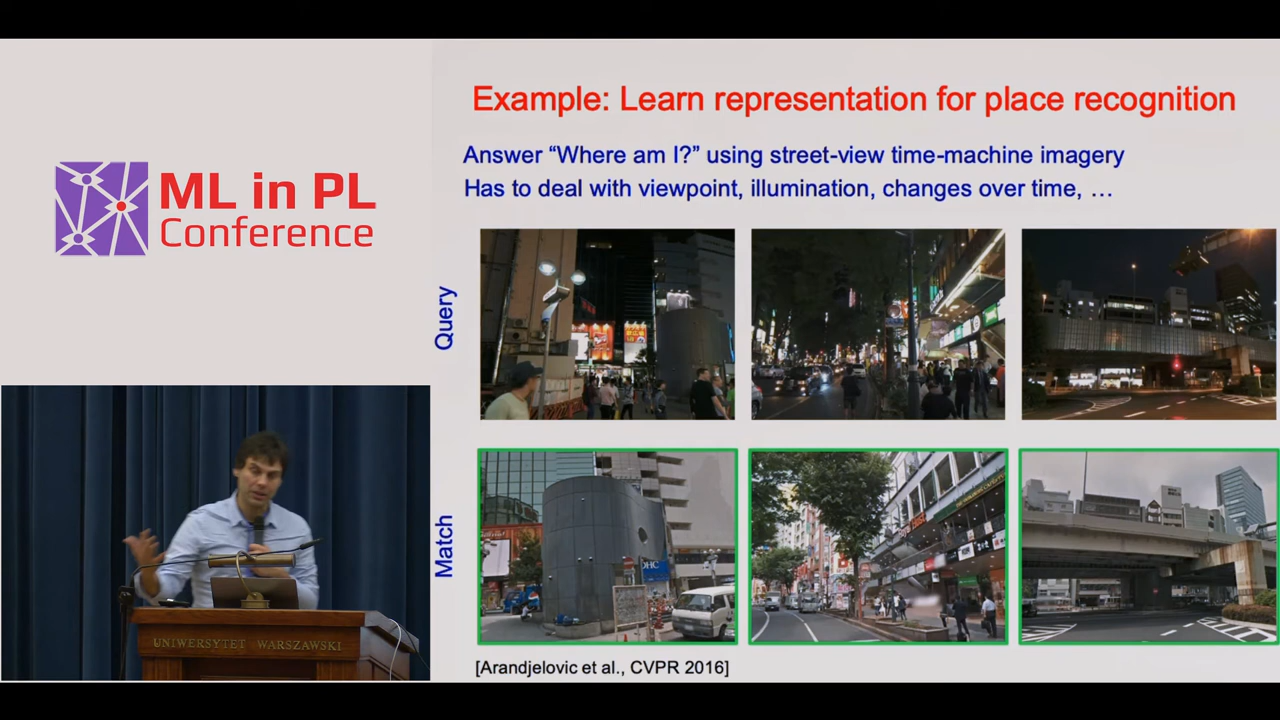 ML in PL
Conference
Example: Learn representation for place recognition
Answer “Where am I?” using street-view time-machine imagery
Has to deal with viewpoint, illumination, changes over time, …
Query
Match
DHC
[Arandjelovic et al., CVPR 2016]
UNIWERSYTET WARSZAWSKI